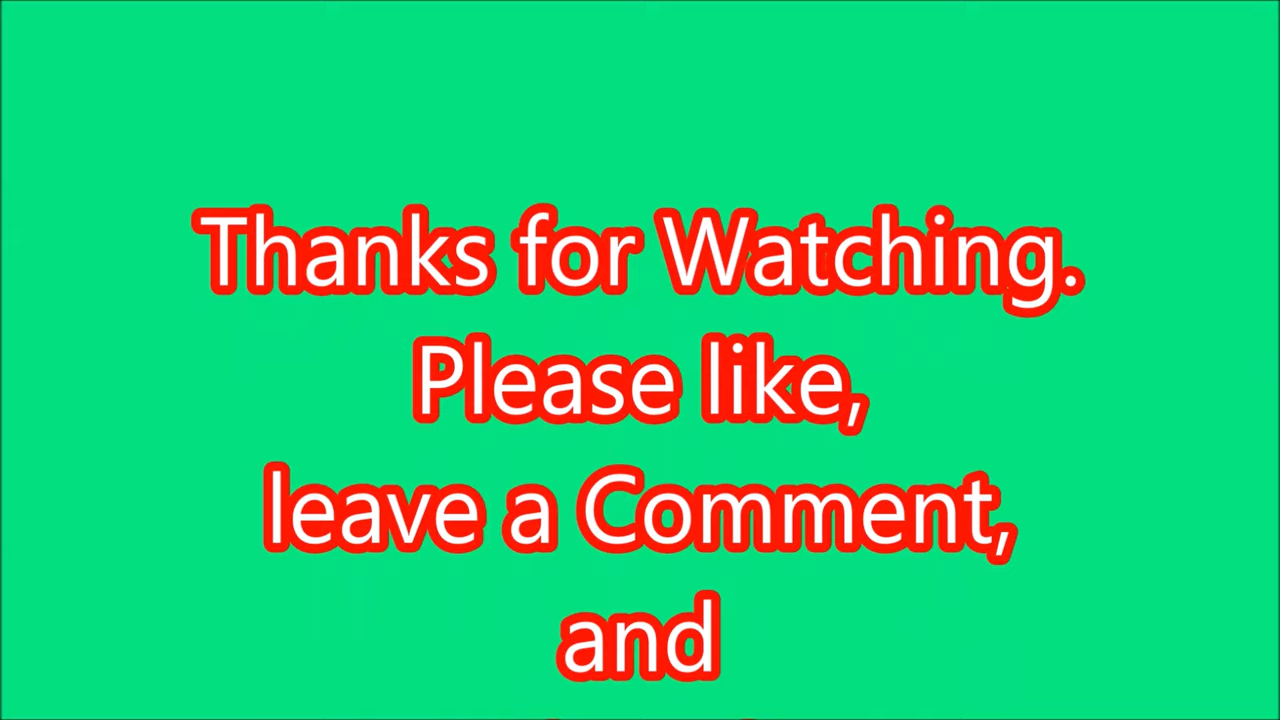 Thanks for Watching.
Please like,
leave a Comment,
and